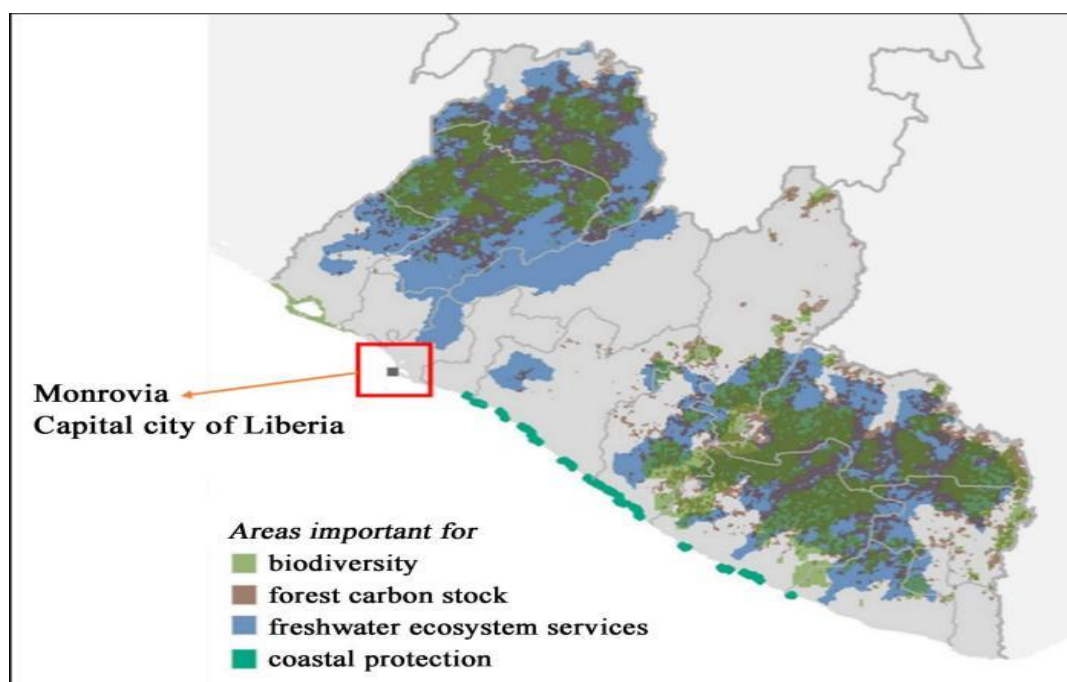 Monrovia
Capital city of Liberia
Areas important for
biodiversity
forest carbon stock
freshwater ecosystem services
coastal protection